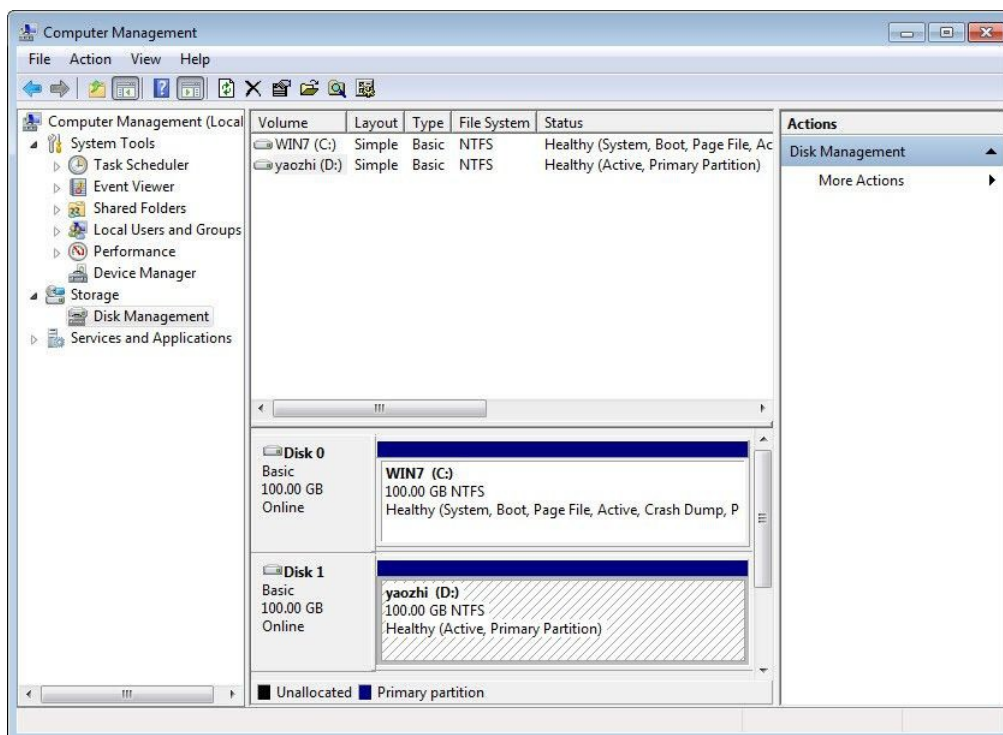 Computer Management
File Action View Help
Computer Management (Local
System Tools
Task Scheduler
Event Viewer
Shared Folders
Local Users and Groups
Performance
Device Manager
Storage
Disk Management
Services and Applications
Volume Layout Type File System Status
WIN7 (C:) Simple Basic NTFS Healthy (System, Boot, Page File, Ac
yaozhi (D:) Simple Basic NTFS Healthy (Active, Primary Partition)
Disk 0
Basic
100.00 GB
Online
WIN7 (C:)
100.00 GB NTFS
Healthy (System, Boot, Page File, Active, Crash Dump, P
Disk 1
Basic
100.00 GB
Online
yaozhi (D:)
100.00 GB NTFS
Healthy (Active, Primary Partition)
Unallocated Primary partition
Actions
Disk Management
More Actions